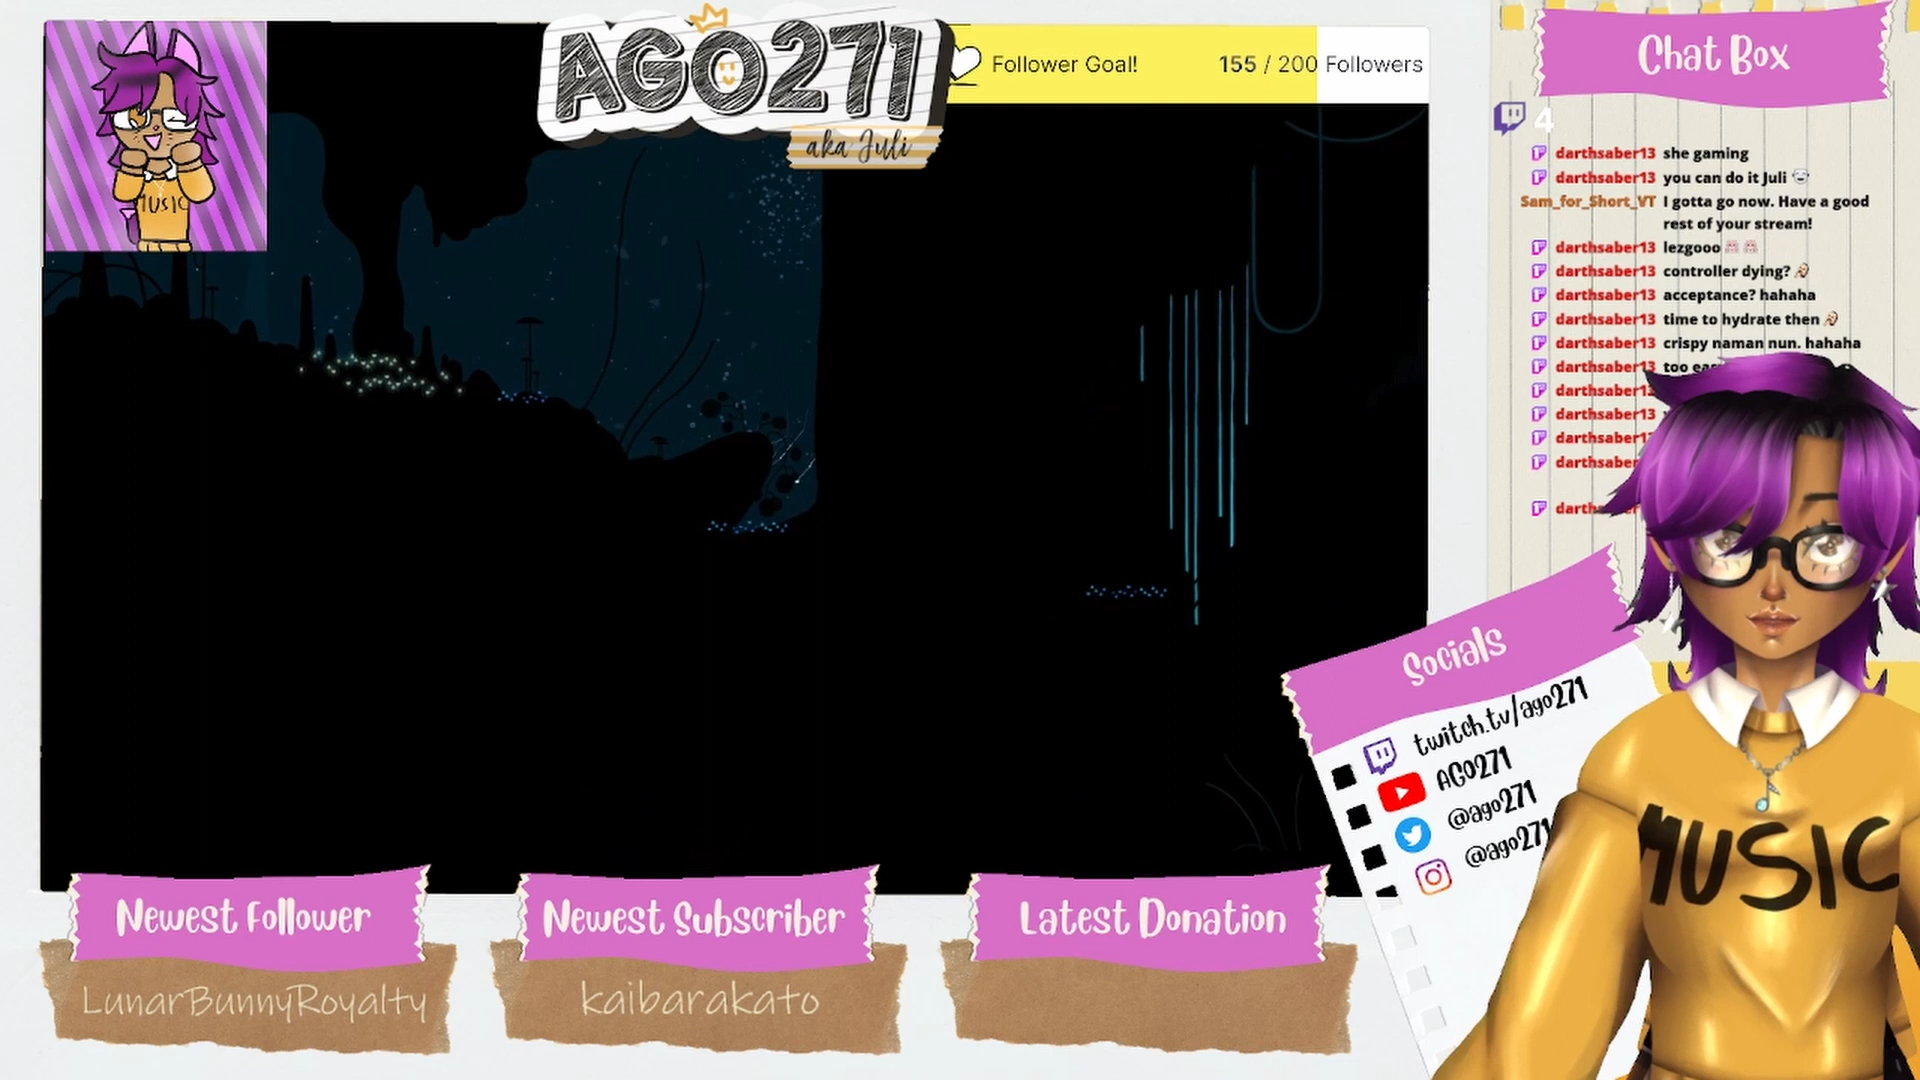 AGO271
aka Juli
Follower Goal!
155 / 200 Followers
MUSIC
Chat Box
4
darthsaber13 she gaming
darthsaber13 you can do it Juli
Sam_for_Short_VT I gotta go now. Have a good
rest of your stream!
darthsaber13 lezgooo
darthsaber13 controller dying?
darthsaber13 acceptance? hahaha
darthsaber13 time to hydrate then
darthsaber13 crispy naman nun. hahaha
darthsaber13 too
Socials
twitch.tv/ago271
AGO271
@ago271
@ago271
MUSIC
Newest Follower
LunarBunnyRoyalty
Newest Subscriber
kaibarakato
Latest Donation